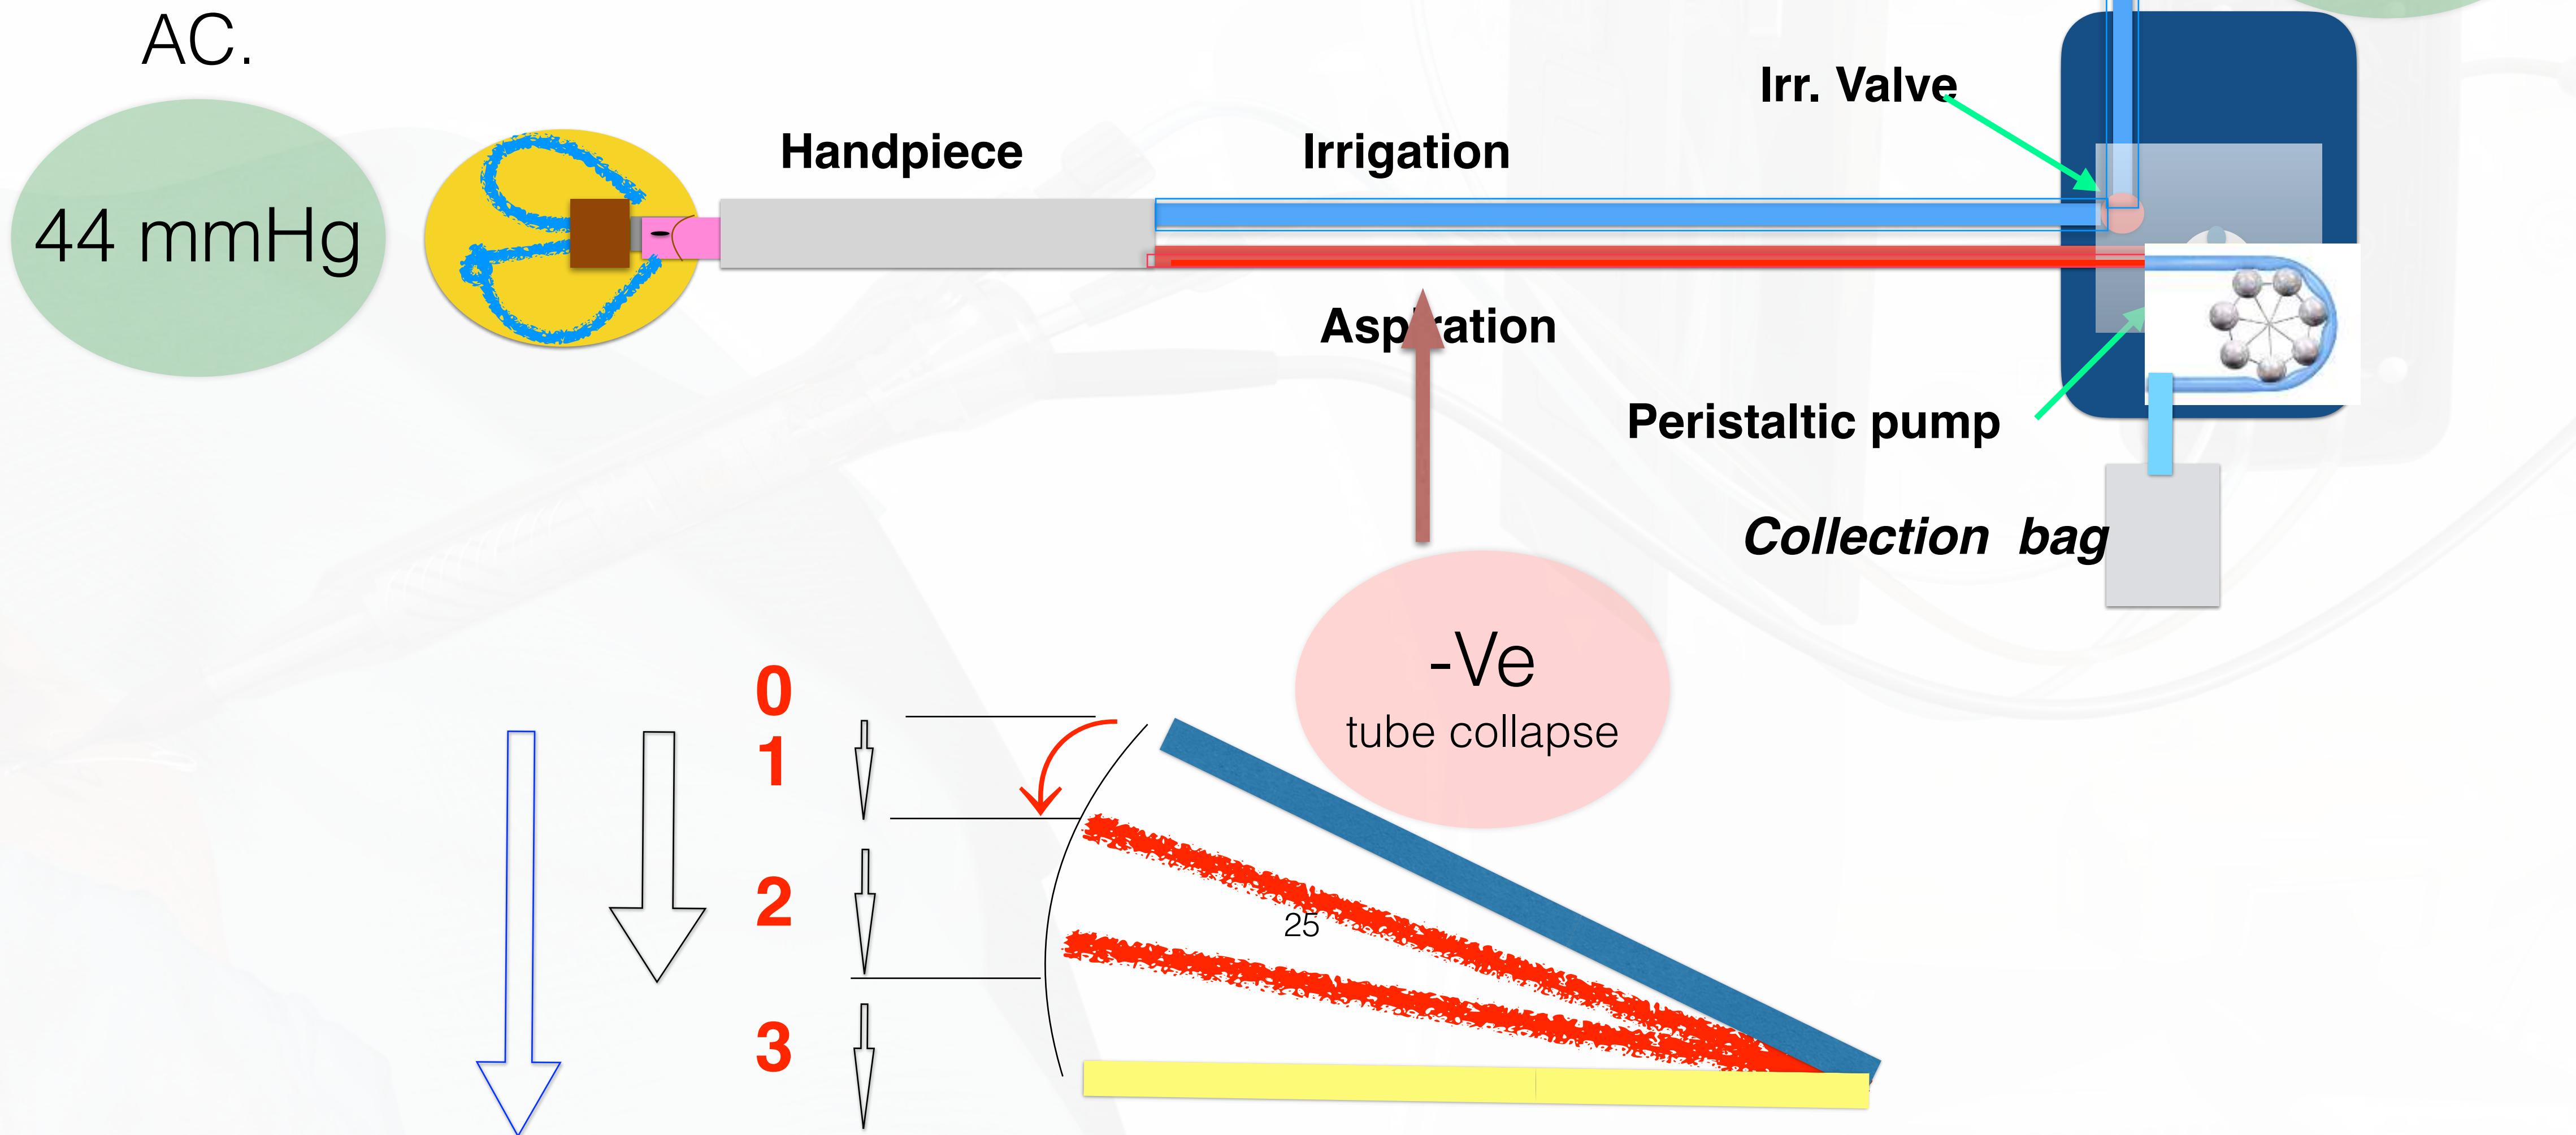 AC.
44 mmHg
Handpiece
Irrigation
Irr. Valve
Aspiration
Peristaltic pump
Collection bag
-Ve
tube collapse
0
1
2
25
3